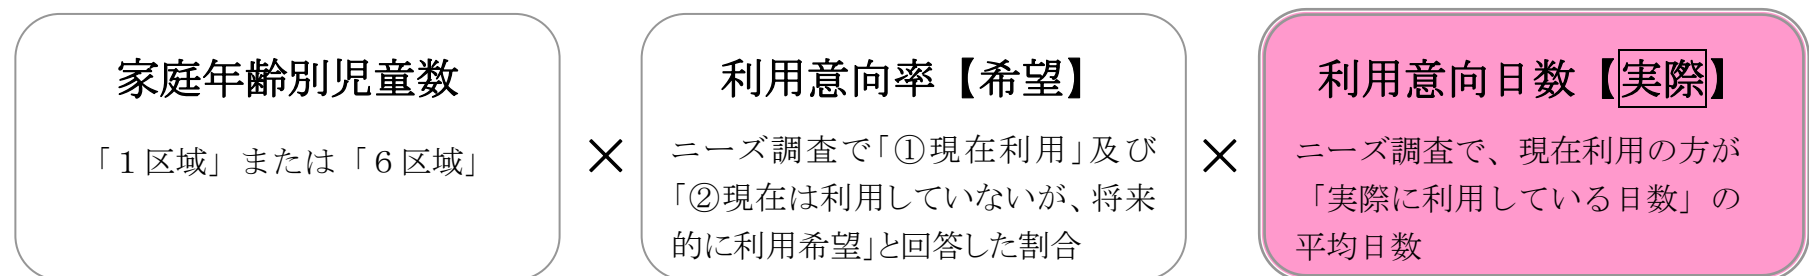 家庭年齢別児童数
「１区域」または「６区域」
×
利用意向率【希望】
ニーズ調査で「①現在利用」及び
「②現在は利用していないが、将来
的に利用希望」と回答した割合
×
利用意向日数【実際】
ニーズ調査で、現在利用の方が
「実際に利用している日数」の
平均日数